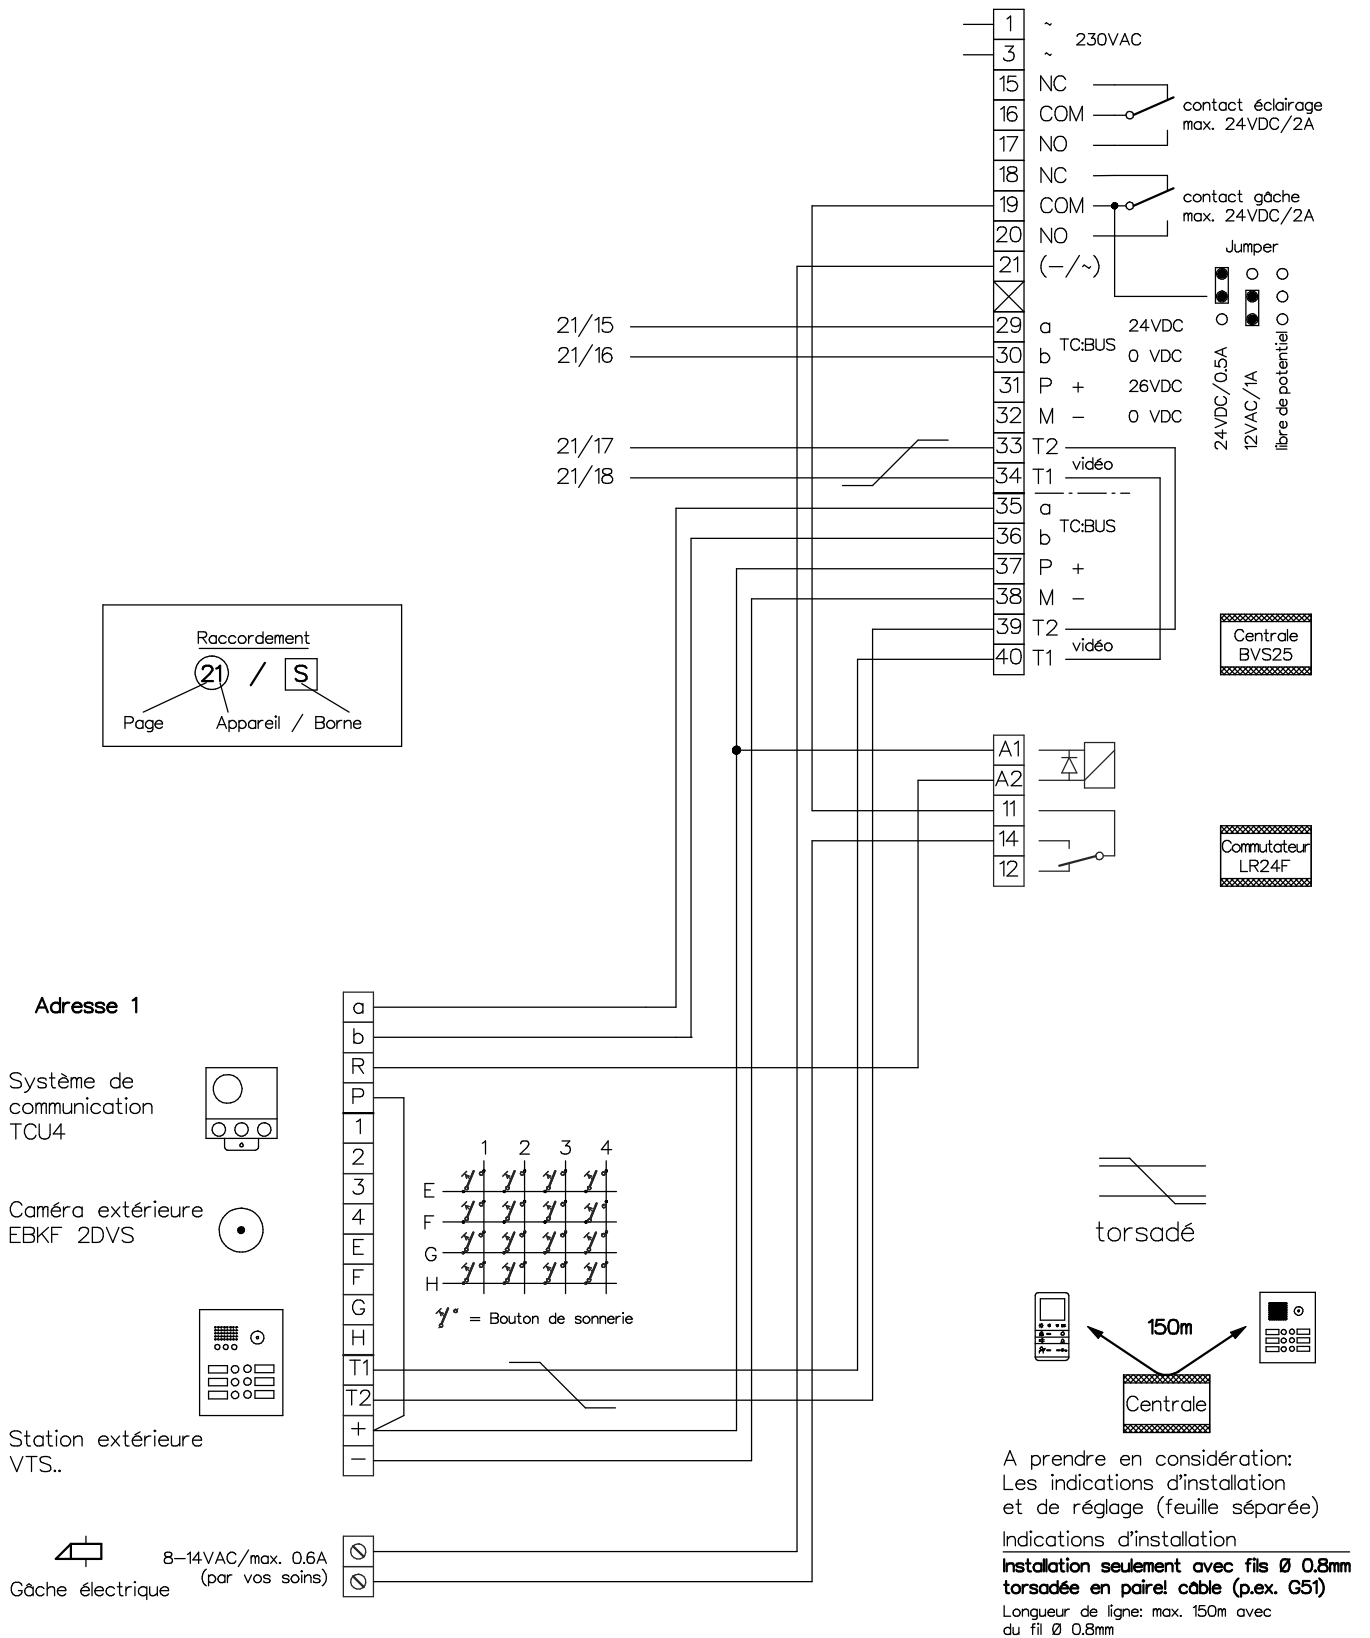 1 ~
230VAC
3 ~
15 NC
16 COM
contact éclairage
max. 24VDC/2A
17 NO
18 NC
19 COM
contact gâche
max. 24VDC/2A
20 NO
Jumper
21 (-/~)
24VDC/0.5A
12VAC/1A
libre de potentiel
21/15 29 a 24VDC
TC:BUS
21/16 30 b 0 VDC
31 P + 26VDC
32 M - 0 VDC
21/17 33 T2
vidéo
21/18 34 T1
35 a
TC:BUS
36 b
37 P +
38 M -
39 T2
vidéo
40 T1
Centrale
BVS25
Raccordement
21 / S
Page Appareil / Borne
A1
A2
11
14
12
Commutateur
LR24F
Adresse 1
Système de
communication
TCU4
Caméra extérieure
EBKF 2DVS
Station extérieure
VTS..
a
b
R
P
1
2
3
4
E
F
G
H
T1
T2
+
-
1 2 3 4
E
F
G
H
= Bouton de sonnerie
Gâche électrique
8-14VAC/max. 0.6A
(par vos soins)
torsadé
150m
Centrale
A prendre en considération:
Les indications d'installation
et de réglage (feuille séparée)
Indications d'installation
Installation seulement avec fils Ø 0.8mm
torsadée en paire! câble (p.ex. G51)
Longueur de ligne: max. 150m avec
du fil Ø 0.8mm